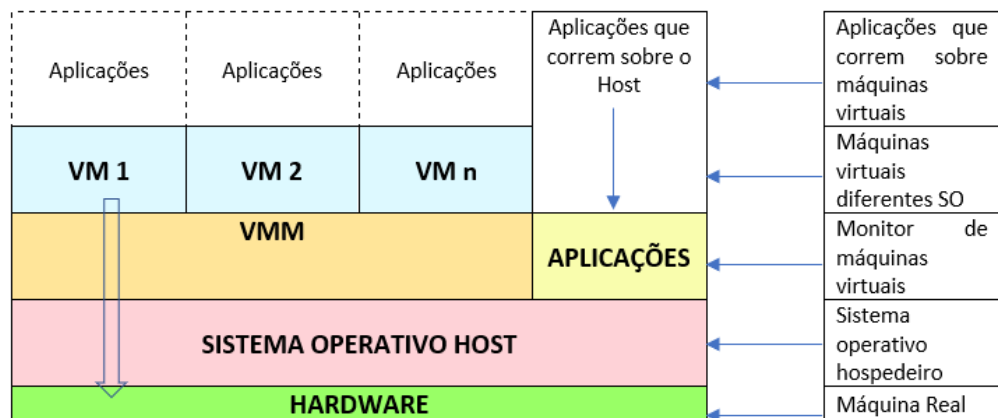 Aplicações
Aplicações
Aplicações
Aplicações que
correm sobre o
Host
VM 1
VM 2
VM n
VMM
APLICAÇÕES
SISTEMA OPERATIVO HOST
HARDWARE
Aplicações que
correm sobre
máquinas
virtuais
Máquinas
virtuais
diferentes SO
Monitor de
máquinas
virtuais
Sistema
operativo
hospedeiro
Máquina Real